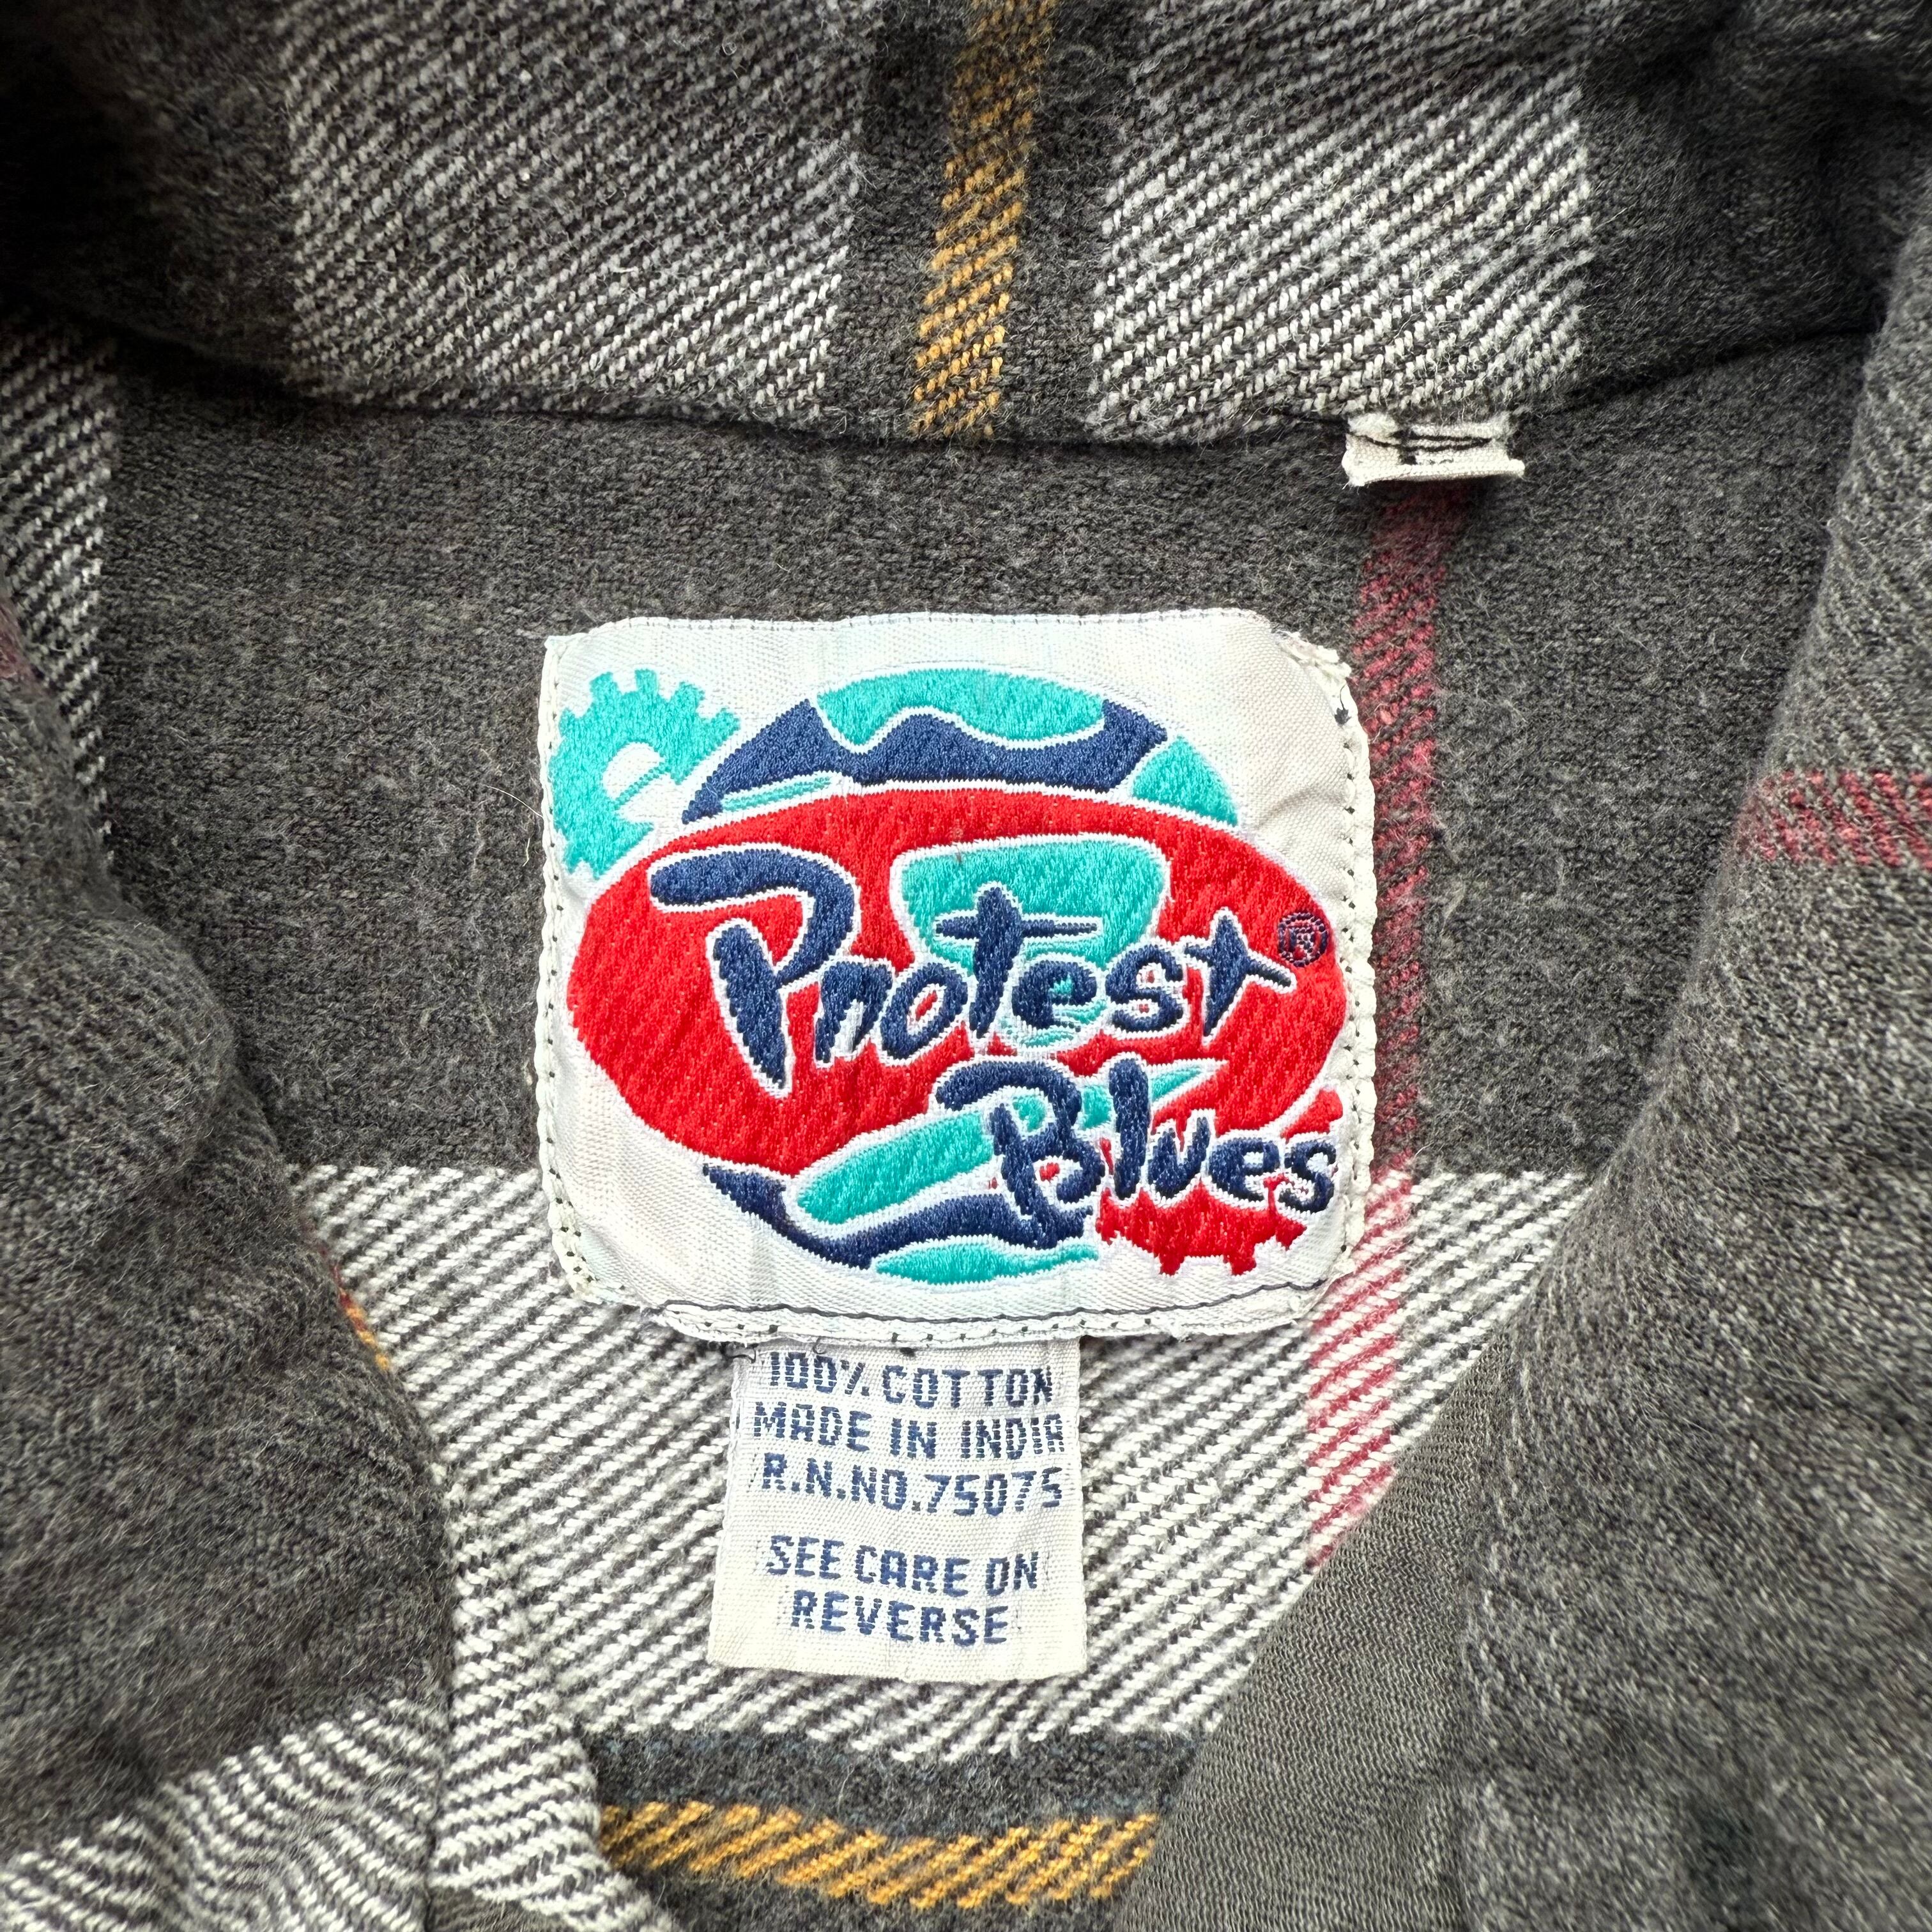 Protest®
Blues
100% COTTON
MADE IN INDIA
R.N.NO.75075
SEE CARE ON
REVERSE